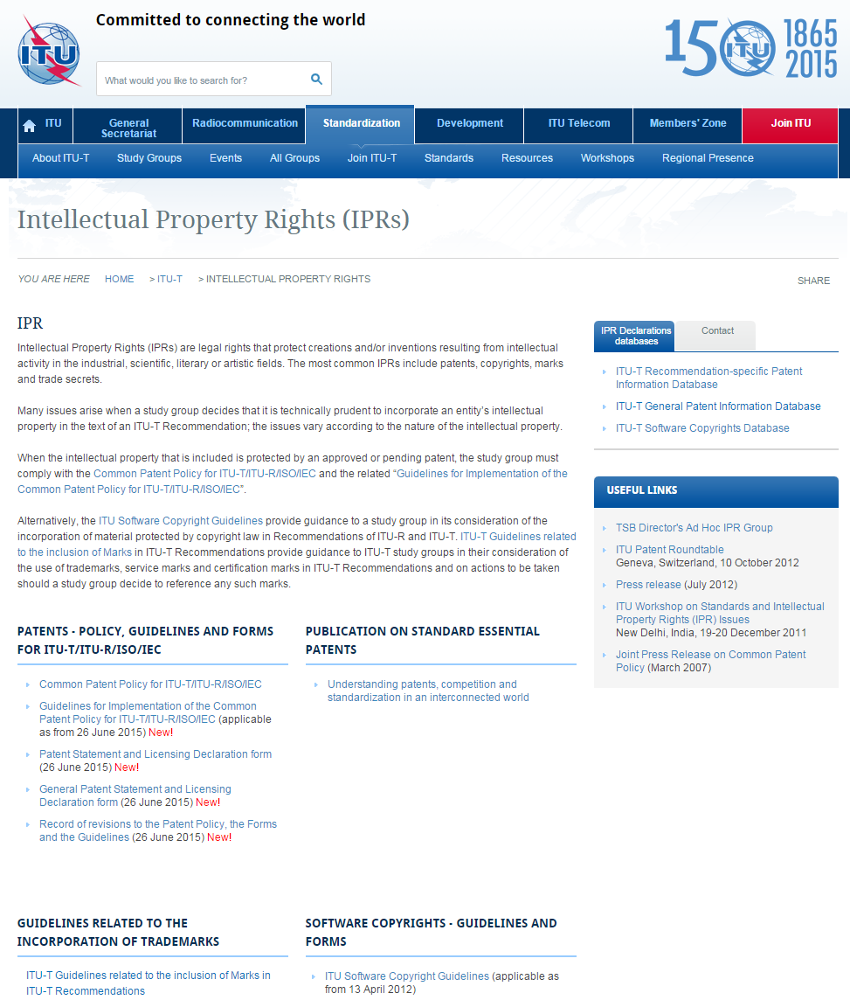 Committed to connecting the world
ITU
150 ITU 1865 2015
What would you like to search for?
ITU
General Secretariat
Radiocommunication
Standardization
Development
ITU Telecom
Members' Zone
Join ITU
About ITU-T
Study Groups
Events
All Groups
Join ITU-T
Standards
Resources
Workshops
Regional Presence
Intellectual Property Rights (IPRs)
YOU ARE HERE HOME > ITU-T > INTELLECTUAL PROPERTY RIGHTS
SHARE
IPR
Intellectual Property Rights (IPRs) are legal rights that protect creations and/or inventions resulting from intellectual
activity in the industrial, scientific, literary or artistic fields. The most common IPRs include patents, copyrights, marks
and trade secrets.
Many issues arise when a study group decides that it is technically prudent to incorporate an entity's intellectual
property in the text of an ITU-T Recommendation; the issues vary according to the nature of the intellectual property.
When the intellectual property that is included is protected by an approved or pending patent, the study group must
comply with the Common Patent Policy for ITU-T/ITU-R/ISO/IEC and the related “Guidelines for Implementation of the
Common Patent Policy for ITU-T/ITU-R/ISO/IEC”.
Alternatively, the ITU Software Copyright Guidelines provide guidance to a study group in its consideration of the
incorporation of material protected by copyright law in Recommendations of ITU-R and ITU-T. ITU-T Guidelines related
to the inclusion of Marks in ITU-T Recommendations provide guidance to ITU-T study groups in their consideration of
the use of trademarks, service marks and certification marks in ITU-T Recommendations and on actions to be taken
should a study group decide to reference any such marks.
PATENTS - POLICY, GUIDELINES AND FORMS
FOR ITU-T/ITU-R/ISO/IEC
Common Patent Policy for ITU-T/ITU-R/ISO/IEC
Guidelines for Implementation of the Common
Patent Policy for ITU-T/ITU-R/ISO/IEC (applicable
as from 26 June 2015) New!
Patent Statement and Licensing Declaration form
(26 June 2015) New!
General Patent Statement and Licensing
Declaration form (26 June 2015) New!
Record of revisions to the Patent Policy, the Forms
and the Guidelines (26 June 2015) New!
PUBLICATION ON STANDARD ESSENTIAL
PATENTS
Understanding patents, competition and
standardization in an interconnected world
GUIDELINES RELATED TO THE
INCORPORATION OF TRADEMARKS
ITU-T Guidelines related to the inclusion of Marks in
ITU-T Recommendations
SOFTWARE COPYRIGHTS - GUIDELINES AND
FORMS
ITU Software Copyright Guidelines (applicable as
from 13 April 2012)
IPR Declarations
databases
Contact
ITU-T Recommendation-specific Patent
Information Database
ITU-T General Patent Information Database
ITU-T Software Copyrights Database
USEFUL LINKS
TSB Director's Ad Hoc IPR Group
ITU Patent Roundtable
Geneva, Switzerland, 10 October 2012
Press release (July 2012)
ITU Workshop on Standards and Intellectual
Property Rights (IPR) Issues
New Delhi, India, 19-20 December 2011
Joint Press Release on Common Patent
Policy (March 2007)